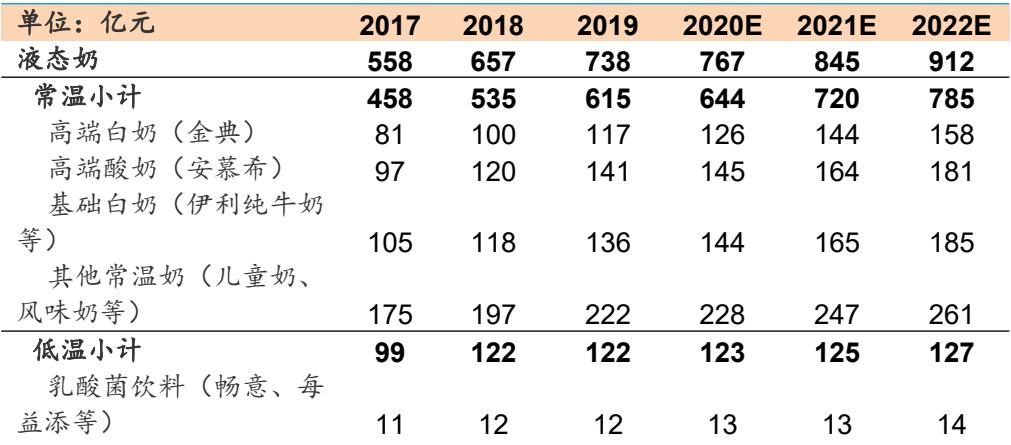 单位：亿元 2017 2018 2019 2020E 2021E 2022E
液态奶 558 657 738 767 845 912
常温小计 458 535 615 644 720 785
高端白奶（金典） 81 100 117 126 144 158
高端酸奶（安慕希） 97 120 141 145 164 181
基础白奶（伊利纯牛奶
等） 105 118 136 144 165 185
其他常温奶（儿童奶、
风味奶等） 175 197 222 228 247 261
低温小计 99 122 122 123 125 127
乳酸菌饮料（畅意、每
益添等） 11 12 12 13 13 14